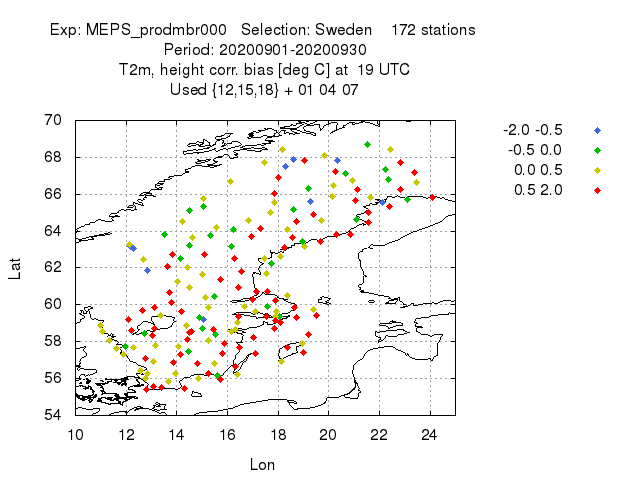 Exp: MEPS_prodmbr000 Selection: Sweden 172 stations
Period: 20200901-20200930
T2m, height corr. bias [deg C] at 19 UTC
Used {12,15,18} + 01 04 07
-2.0 -0.5
-0.5 0.0
0.0 0.5
0.5 2.0
70
68
66
64
62
60
58
56
54
Lat
10 12 14 16 18 20 22 24
Lon